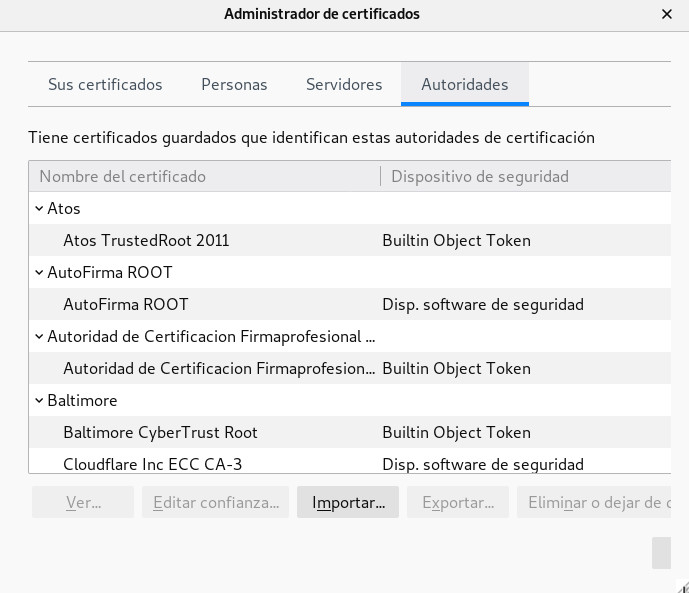 Administrador de certificados
Sus certificados Personas Servidores Autoridades
Tiene certificados guardados que identifican estas autoridades de certificación
Nombre del certificado Dispositivo de seguridad
Atos
Atos TrustedRoot 2011 Builtin Object Token
AutoFirma ROOT
AutoFirma ROOT Disp. software de seguridad
Autoridad de Certificacion Firmaprofesional ...
Autoridad de Certificacion Firmaprofesion... Builtin Object Token
Baltimore
Baltimore CyberTrust Root Builtin Object Token
Cloudflare Inc ECC CA-3 Disp. software de seguridad
Ver... Editar confianza... Importar... Exportar... Eliminar o dejar de